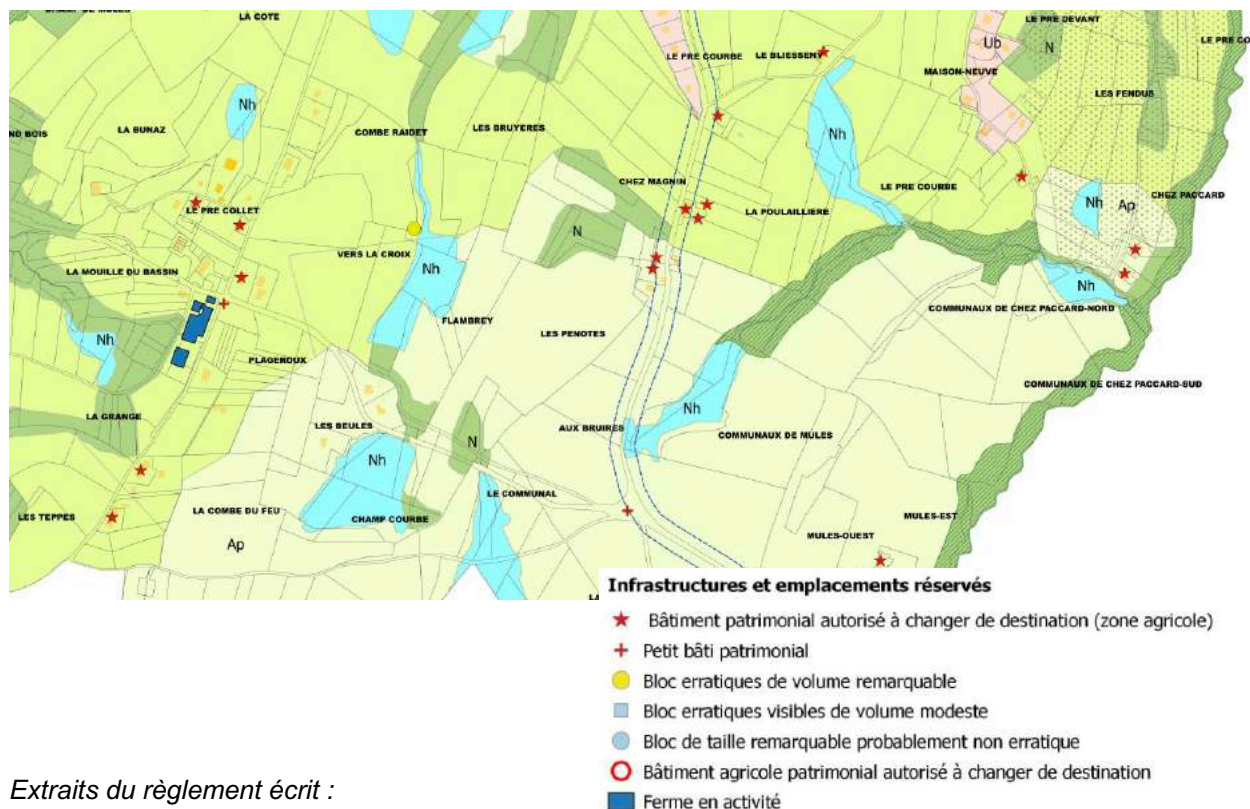 CHAMP DE MULES
LA COTE
LE PRE DEVANT
LE PRE CO
Ub
N
LE PRE COURBE
LE BLIESSENY
MAISON-NEUVE
LES FENDUS
Nh
LA BUNAZ
ND BOIS
COMBE RAIDET
LES BRUYERES
Nh
CHEZ MAGNIN
LE PRE COURBE
CHEZ PACCARD
LE PRE COLLET
LA POULAILLIERE
Nh
Ap
N
VERS LA CROIX
LA MOUILLE DU BASSIN
Nh
Nh
COMMUNAUX DE CHEZ PACCARD-NORD
FLAMBREY
LES PENOTES
Nh
PLAGENOUX
COMMUNAUX DE CHEZ PACCARD-SUD
LA GRANGE
Nh
LES BEULES
AUX BRUIRES
COMMUNAUX DE MULES
N
Nh
LE COMMUNAL
LES TEPPES
LA COMBE DU FEU
CHAMP COURBE
MULES-EST
MULES-OUEST
Ap
Infrastructures et emplacements réservés
Bâtiment patrimonial autorisé à changer de destination (zone agricole)
Petit bâti patrimonial
Bloc erratiques de volume remarquable
Bloc erratiques visibles de volume modeste
Bloc de taille remarquable probablement non erratique
Bâtiment agricole patrimonial autorisé à changer de destination
Ferme en activité
Extraits du règlement écrit :